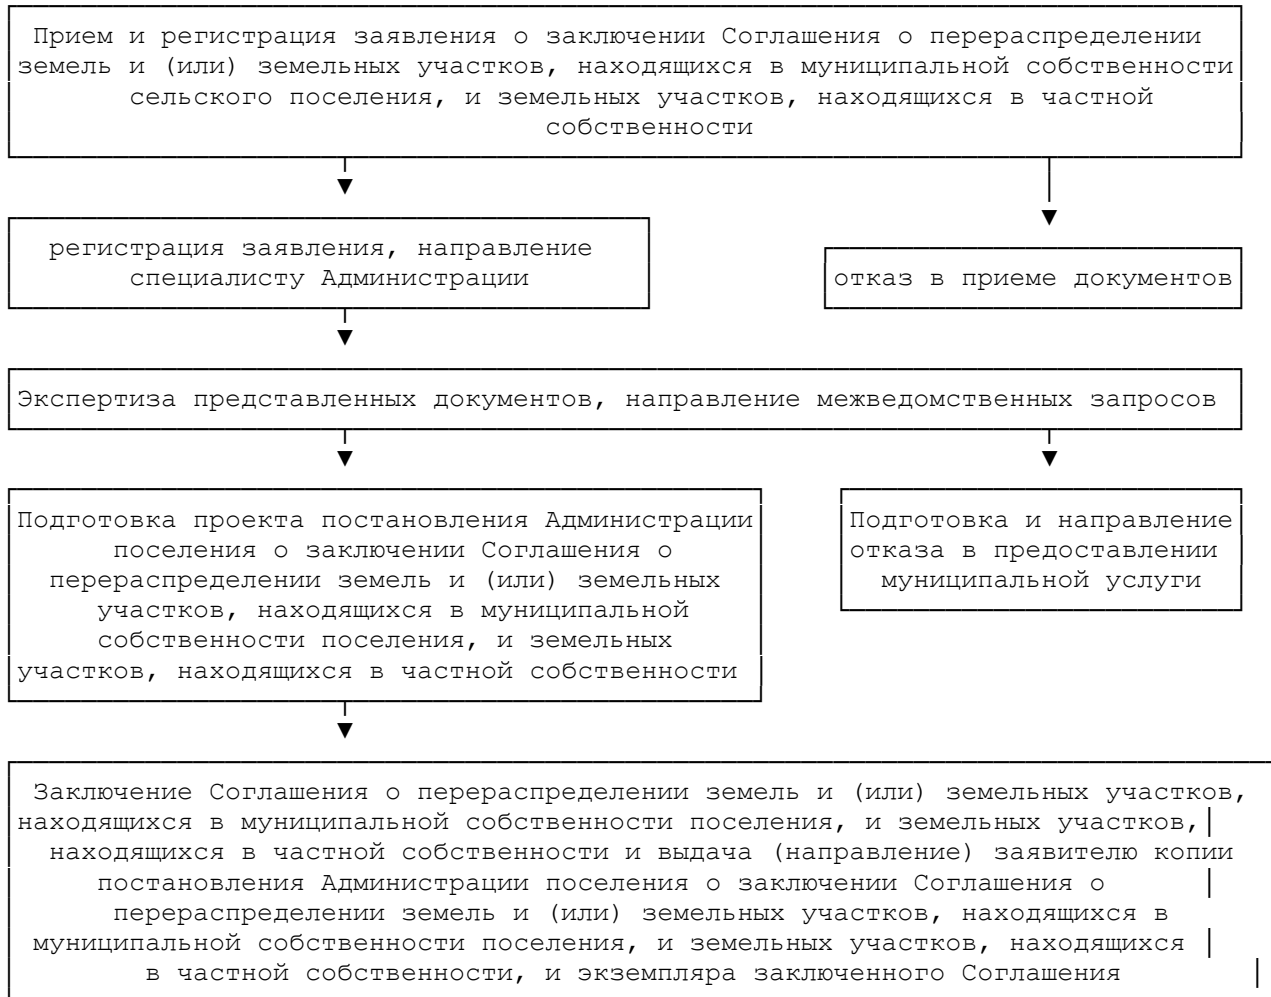 Прием и регистрация заявления о заключении Соглашения о перераспределении
земель и (или) земельных участков, находящихся в муниципальной собственности
сельского поселения, и земельных участков, находящихся в частной
собственности
регистрация заявления, направление
специалисту Администрации
отказ в приеме документов
Экспертиза представленных документов, направление межведомственных запросов
Подготовка проекта постановления Администрации
поселения о заключении Соглашения о
перераспределении земель и (или) земельных
участков, находящихся в муниципальной
собственности поселения, и земельных
участков, находящихся в частной собственности
Подготовка и направление
отказа в предоставлении
муниципальной услуги
Заключение Соглашения о перераспределении земель и (или) земельных участков,
находящихся в муниципальной собственности поселения, и земельных участков,
находящихся в частной собственности и выдача (направление) заявителю копии
постановления Администрации поселения о заключении Соглашения о
перераспределении земель и (или) земельных участков, находящихся в
муниципальной собственности поселения, и земельных участков, находящихся
в частной собственности, и экземпляра заключенного Соглашения